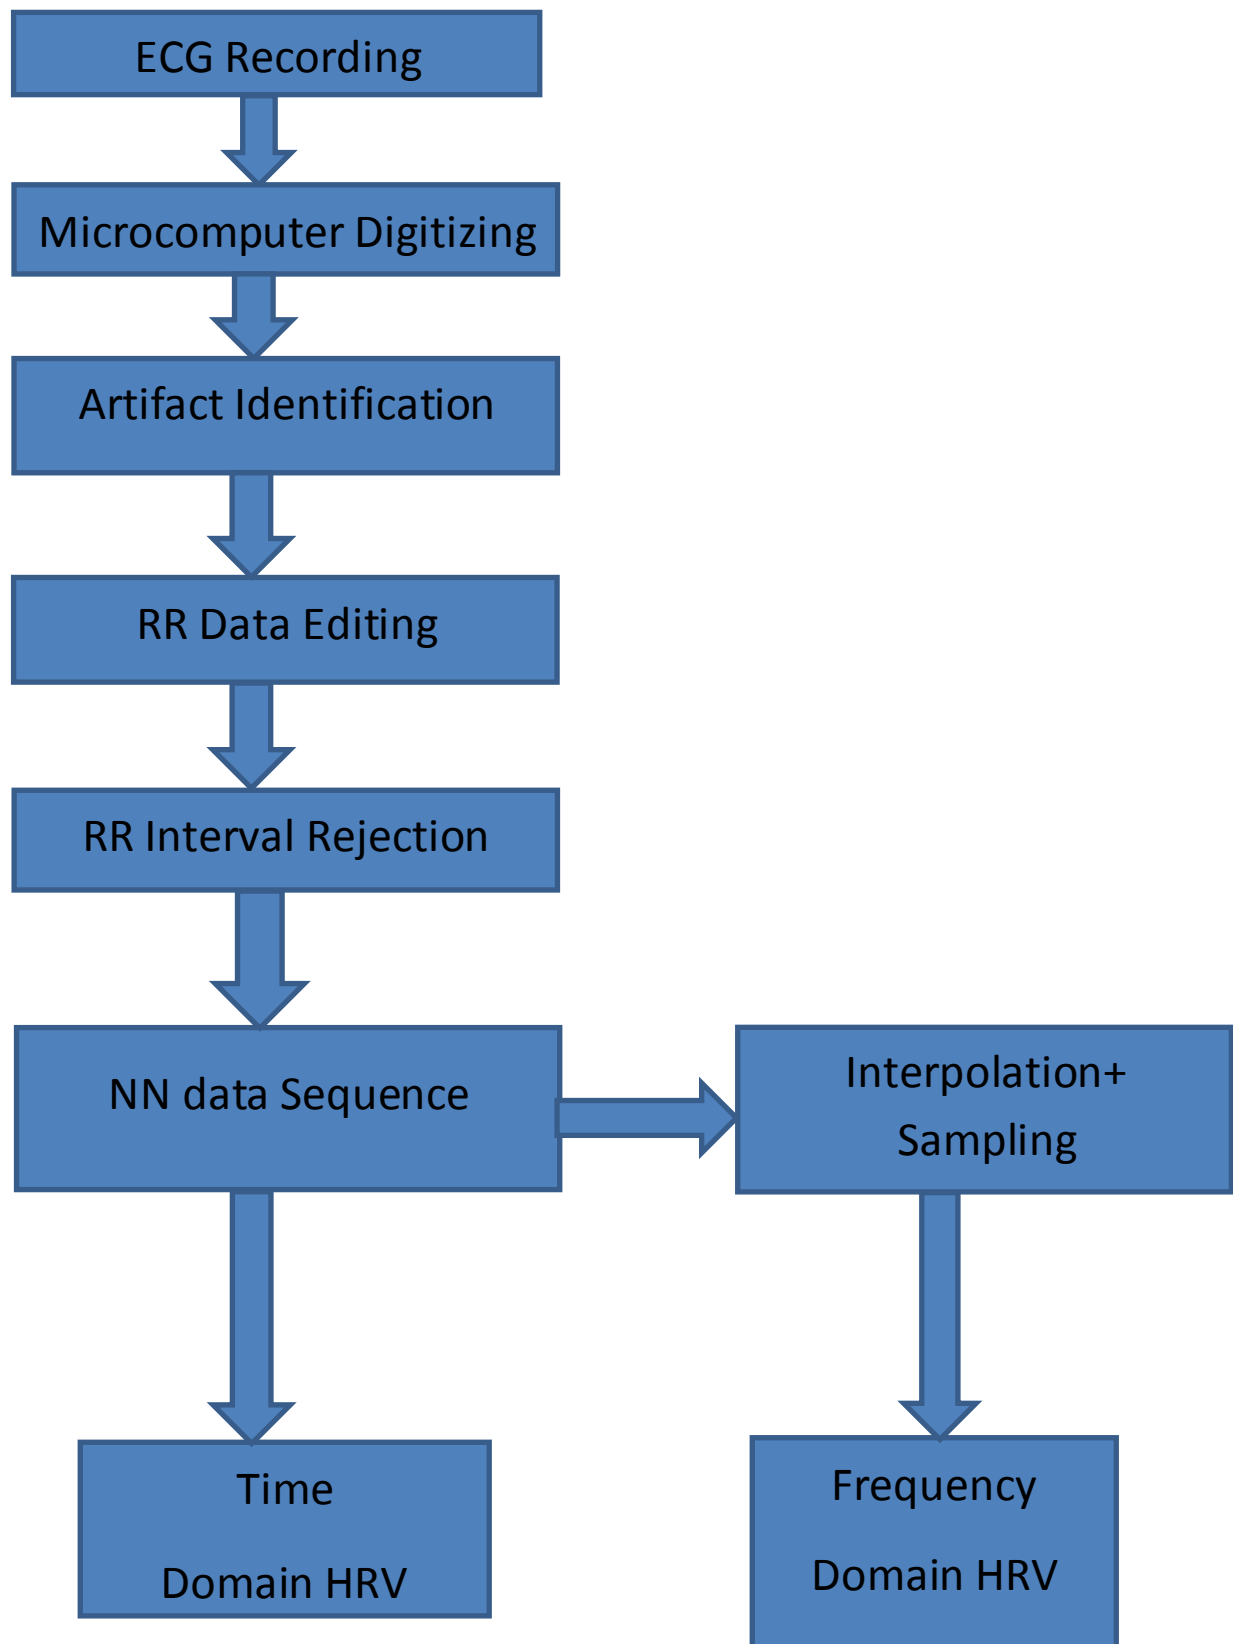 ECG Recording
Microcomputer Digitizing
Artifact Identification
RR Data Editing
RR Interval Rejection
NN data Sequence
Interpolation+
Sampling
Time
Domain HRV
Frequency
Domain HRV